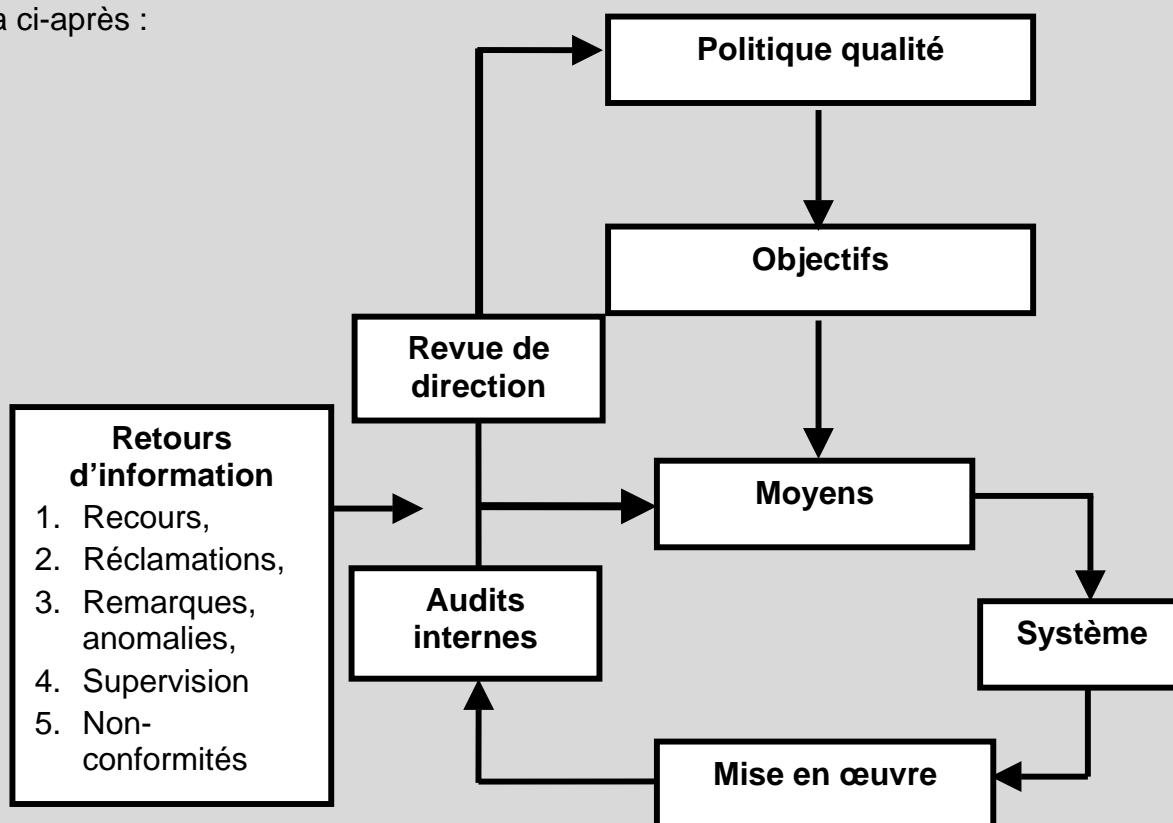 a ci-après :
Politique qualité
Objectifs
Revue de
direction
Retours
d’information
1. Recours,
2. Réclamations,
3. Remarques,
anomalies,
4. Supervision
5. Non-
conformités
Moyens
Audits
internes
Système
Mise en œuvre